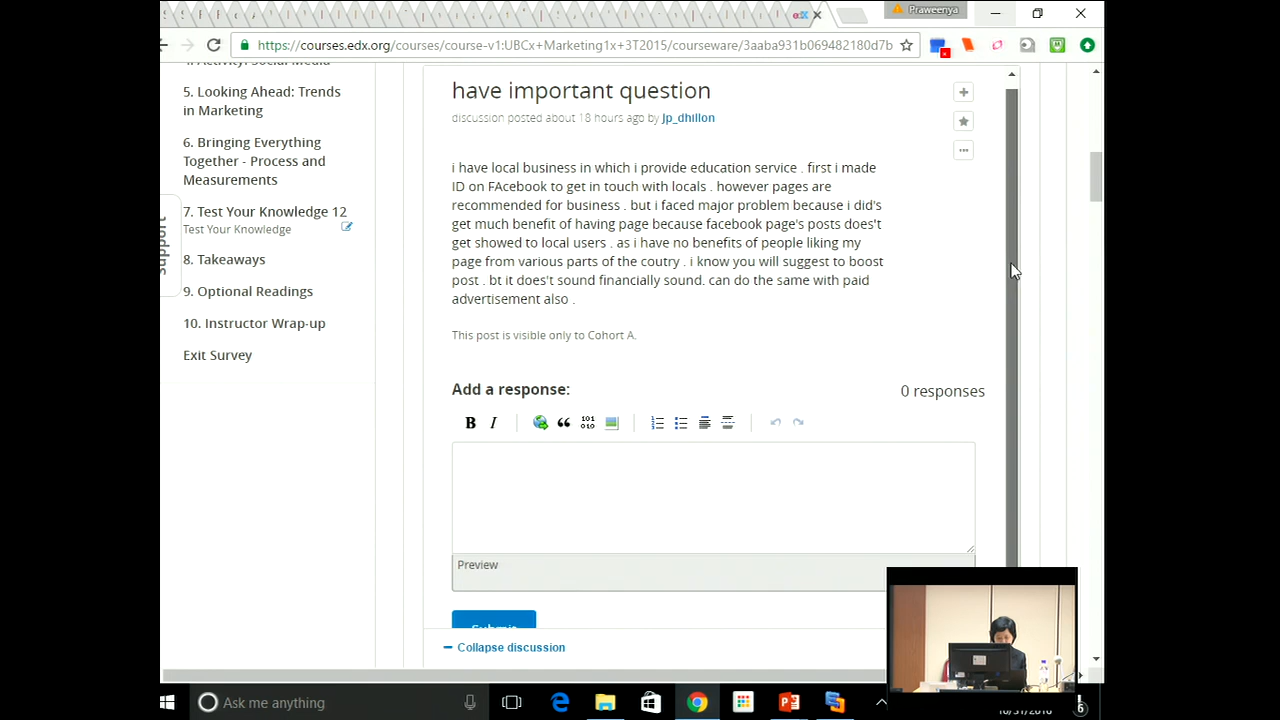 Praweeniya
https://courses.edx.org/courses/course-v1:UBCx+Marketing1x+3T2015/courseware/3aaba931b069482180d7b
5. Looking Ahead: Trends
in Marketing
6. Bringing Everything
Together - Process and
Measurements
7. Test Your Knowledge 12
Test Your Knowledge
8. Takeaways
9. Optional Readings
10. Instructor Wrap-up
Exit Survey
Support
have important question
discussion posted about 18 hours ago by Jp_dhillon
i have local business in which i provide education service . first i made
ID on FAcebook to get in touch with locals . however pages are
recommended for business . but i faced major problem because i did's
get much benefit of having page because facebook page's posts does't
get showed to local users . as i have no benefits of people liking my
page from various parts of the coutry . i know you will suggest to boost
post . bt it does't sound financially sound. can do the same with paid
advertisement also .
This post is visible only to Cohort A.
Add a response:
0 responses
B I
Preview
Submit
Collapse discussion
Ask me anything
10/31/2016